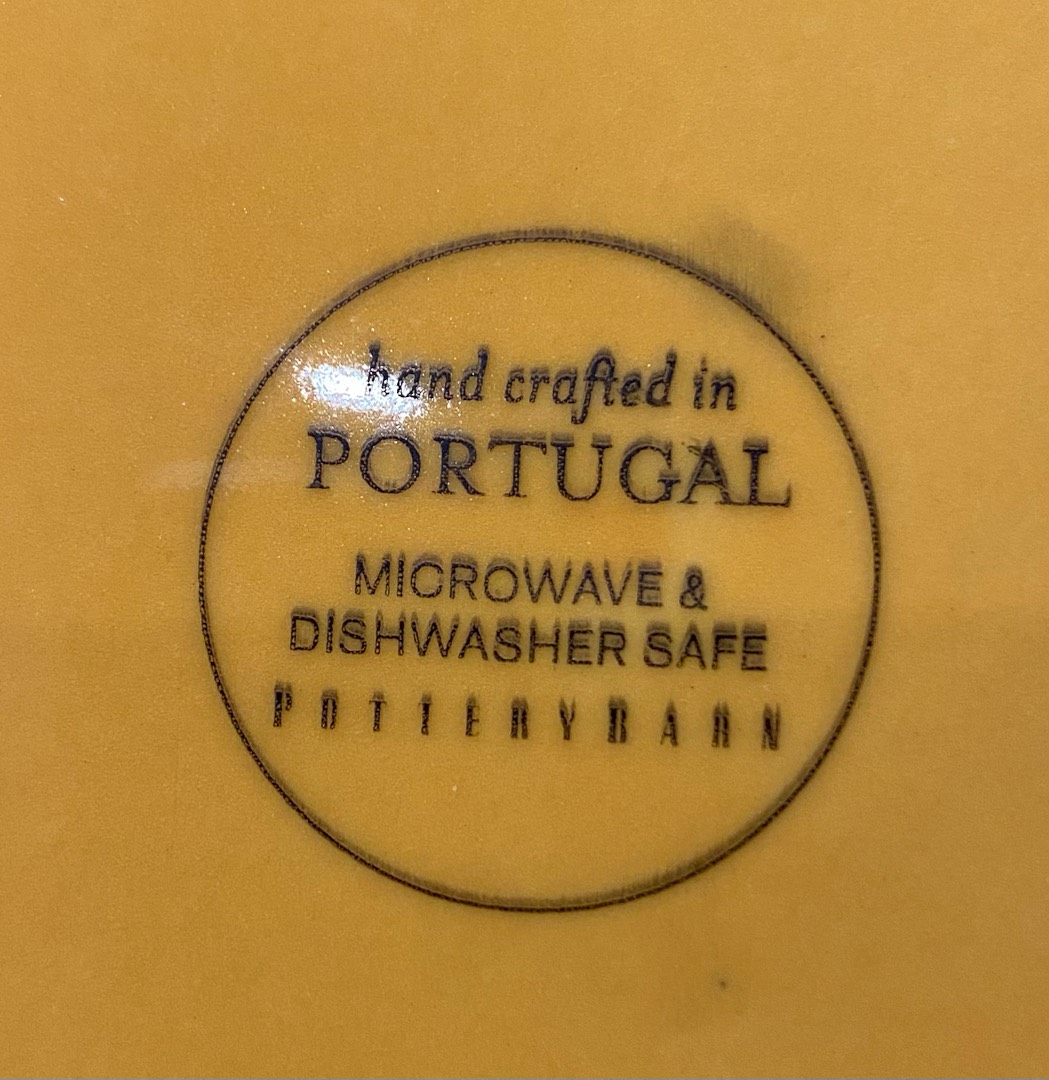 hand crafted in
PORTUGAL
MICROWAVE &
DISHWASHER SAFE
POTTERYBARN